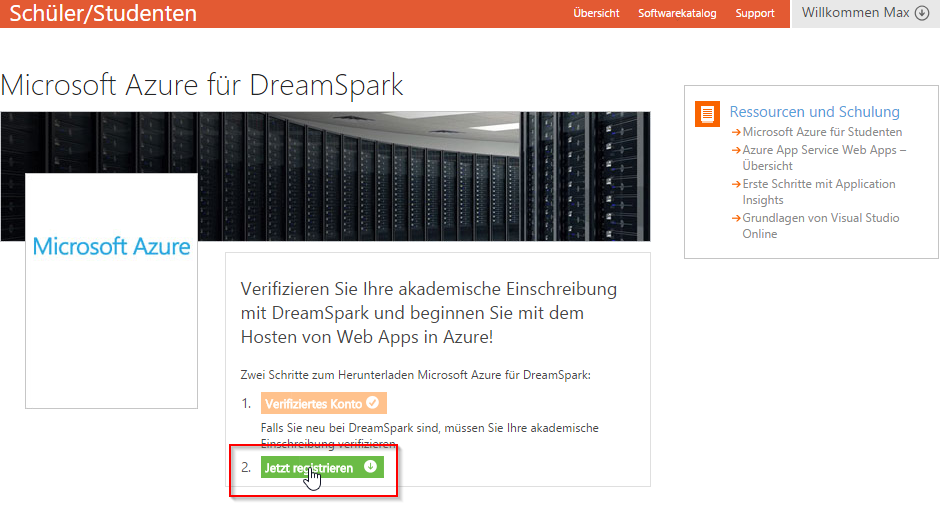 Schüler/Studenten
Übersicht Softwarekatalog Support Willkommen Max
Microsoft Azure für DreamSpark
Microsoft Azure
Verifizieren Sie Ihre akademische Einschreibung
mit DreamSpark und beginnen Sie mit dem
Hosten von Web Apps in Azure!
Zwei Schritte zum Herunterladen Microsoft Azure für DreamSpark:
1. Verifiziertes Konto
Falls Sie neu bei DreamSpark sind, müssen Sie Ihre akademische
Einschreibung verifizieren.
2. Jetzt registrieren
Ressourcen und Schulung
Microsoft Azure für Studenten
Azure App Service Web Apps –
Übersicht
Erste Schritte mit Application
Insights
Grundlagen von Visual Studio
Online